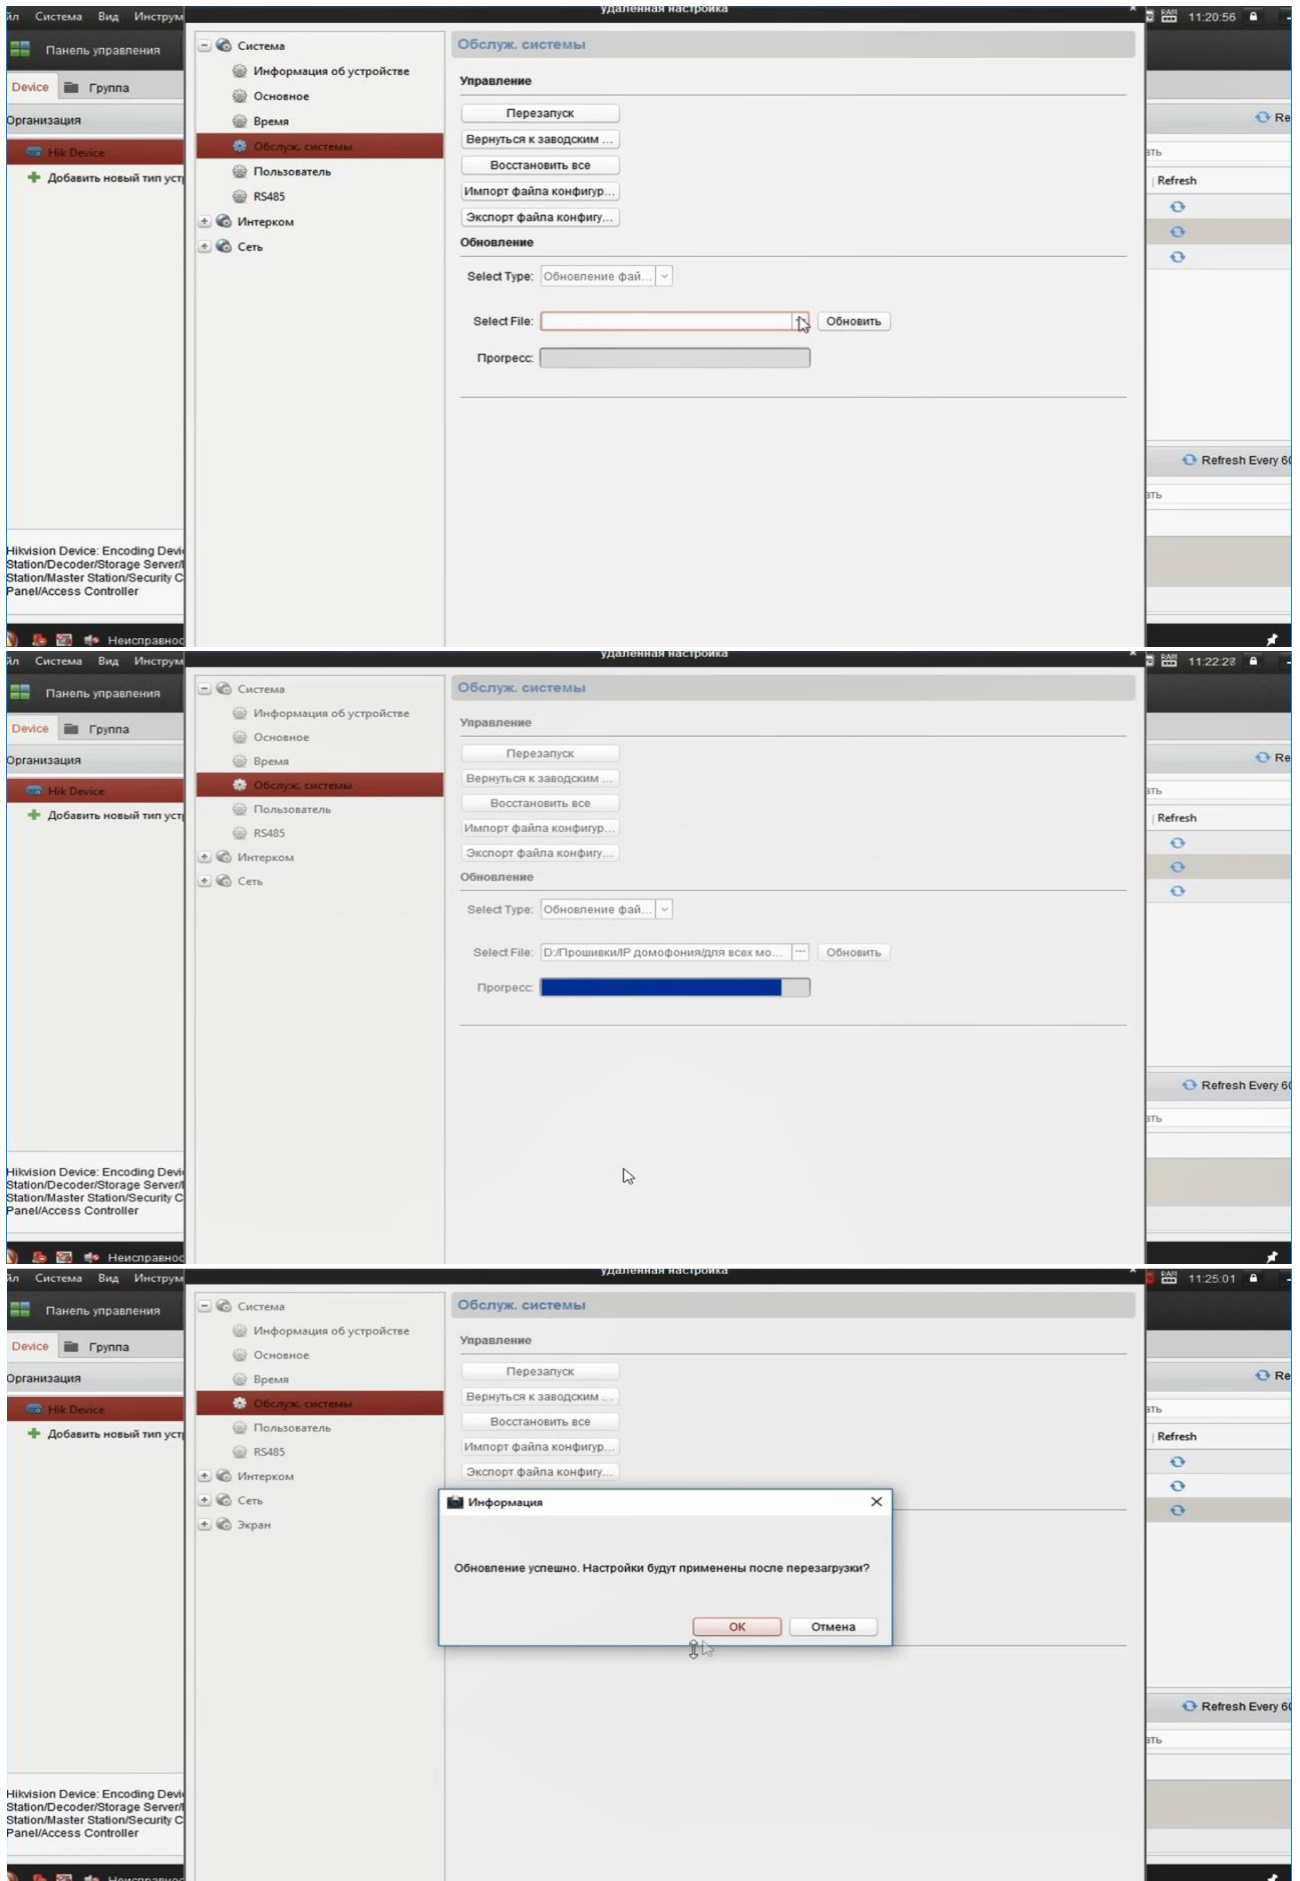 удаленная настройка
йл Система Вид Инструм
11:20:56
Панель управления
Device Группа
Организация
Hik Device
Добавить новый тип уст
Hikvision Device: Encoding Devi
Station/Decoder/Storage Server/
Station/Master Station/Security C
Panel/Access Controller
Неисправнос
Система
Информация об устройстве
Основное
Время
Обслуж. системы
Пользователь
RS485
Интерком
Сеть
Обслуж. системы
Управление
Перезапуск
Вернуться к заводским ...
Восстановить все
Импорт файла конфигур...
Экспорт файла конфигу...
Обновление
Select Type: Обновление фай...
Select File: Обновить
Прогресс:
Re
ать
Refresh
Refresh Every 60
ать
удаленная настройка
йл Система Вид Инструм
11:22:28
Панель управления
Device Группа
Организация
Hik Device
Добавить новый тип уст
Hikvision Device: Encoding Devi
Station/Decoder/Storage Server/
Station/Master Station/Security C
Panel/Access Controller
Неисправнос
Система
Информация об устройстве
Основное
Время
Обслуж. системы
Пользователь
RS485
Интерком
Сеть
Обслуж. системы
Управление
Перезапуск
Вернуться к заводским ...
Восстановить все
Импорт файла конфигур...
Экспорт файла конфигу...
Обновление
Select Type: Обновление фай...
Select File: D:/Прошивки/IP домофония/для всех мо... ... Обновить
Прогресс:
Re
ать
Refresh
Refresh Every 60
ать
удаленная настройка
йл Система Вид Инструм
11:25:01
Панель управления
Device Группа
Организация
Hik Device
Добавить новый тип уст
Hikvision Device: Encoding Devi
Station/Decoder/Storage Server/
Station/Master Station/Security C
Panel/Access Controller
Неисправнос
Система
Информация об устройстве
Основное
Время
Обслуж. системы
Пользователь
RS485
Интерком
Сеть
Экран
Обслуж. системы
Управление
Перезапуск
Вернуться к заводским ...
Восстановить все
Импорт файла конфигур...
Экспорт файла конфигу...
Информация
Обновление успешно. Настройки будут применены после перезагрузки?
OK Отмена
Re
ать
Refresh
Refresh Every 60
ать